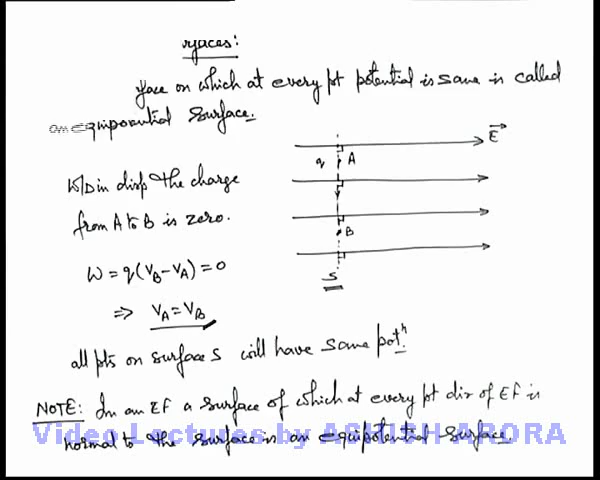 rfaces:
face on which at every pt potential is same is called
an equipotential surface.
E
q A
W/D in disp the charge
from A to B is zero.
B
W = q(VB - VA) = 0
S
⇒ VA = VB
all pts on surface S will have same potn.
NOTE: In an EF a surface of which at every pt dir of EF is
normal to the surface is an equipotential surface.
Video Lectures by ASHISH ARORA